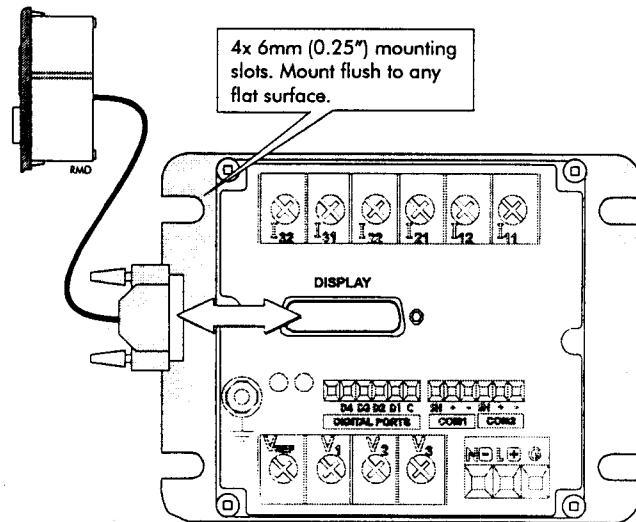 4x 6mm (0.25") mounting
slots. Mount flush to any
flat surface.
RMD
I32 I31 I22 I21 I12 I11
DISPLAY
D4 D3 D2 D1 C SH + - SH + -
DIGITAL PORTS COM1 COM2
VREF V1 V2 V3 N- L+